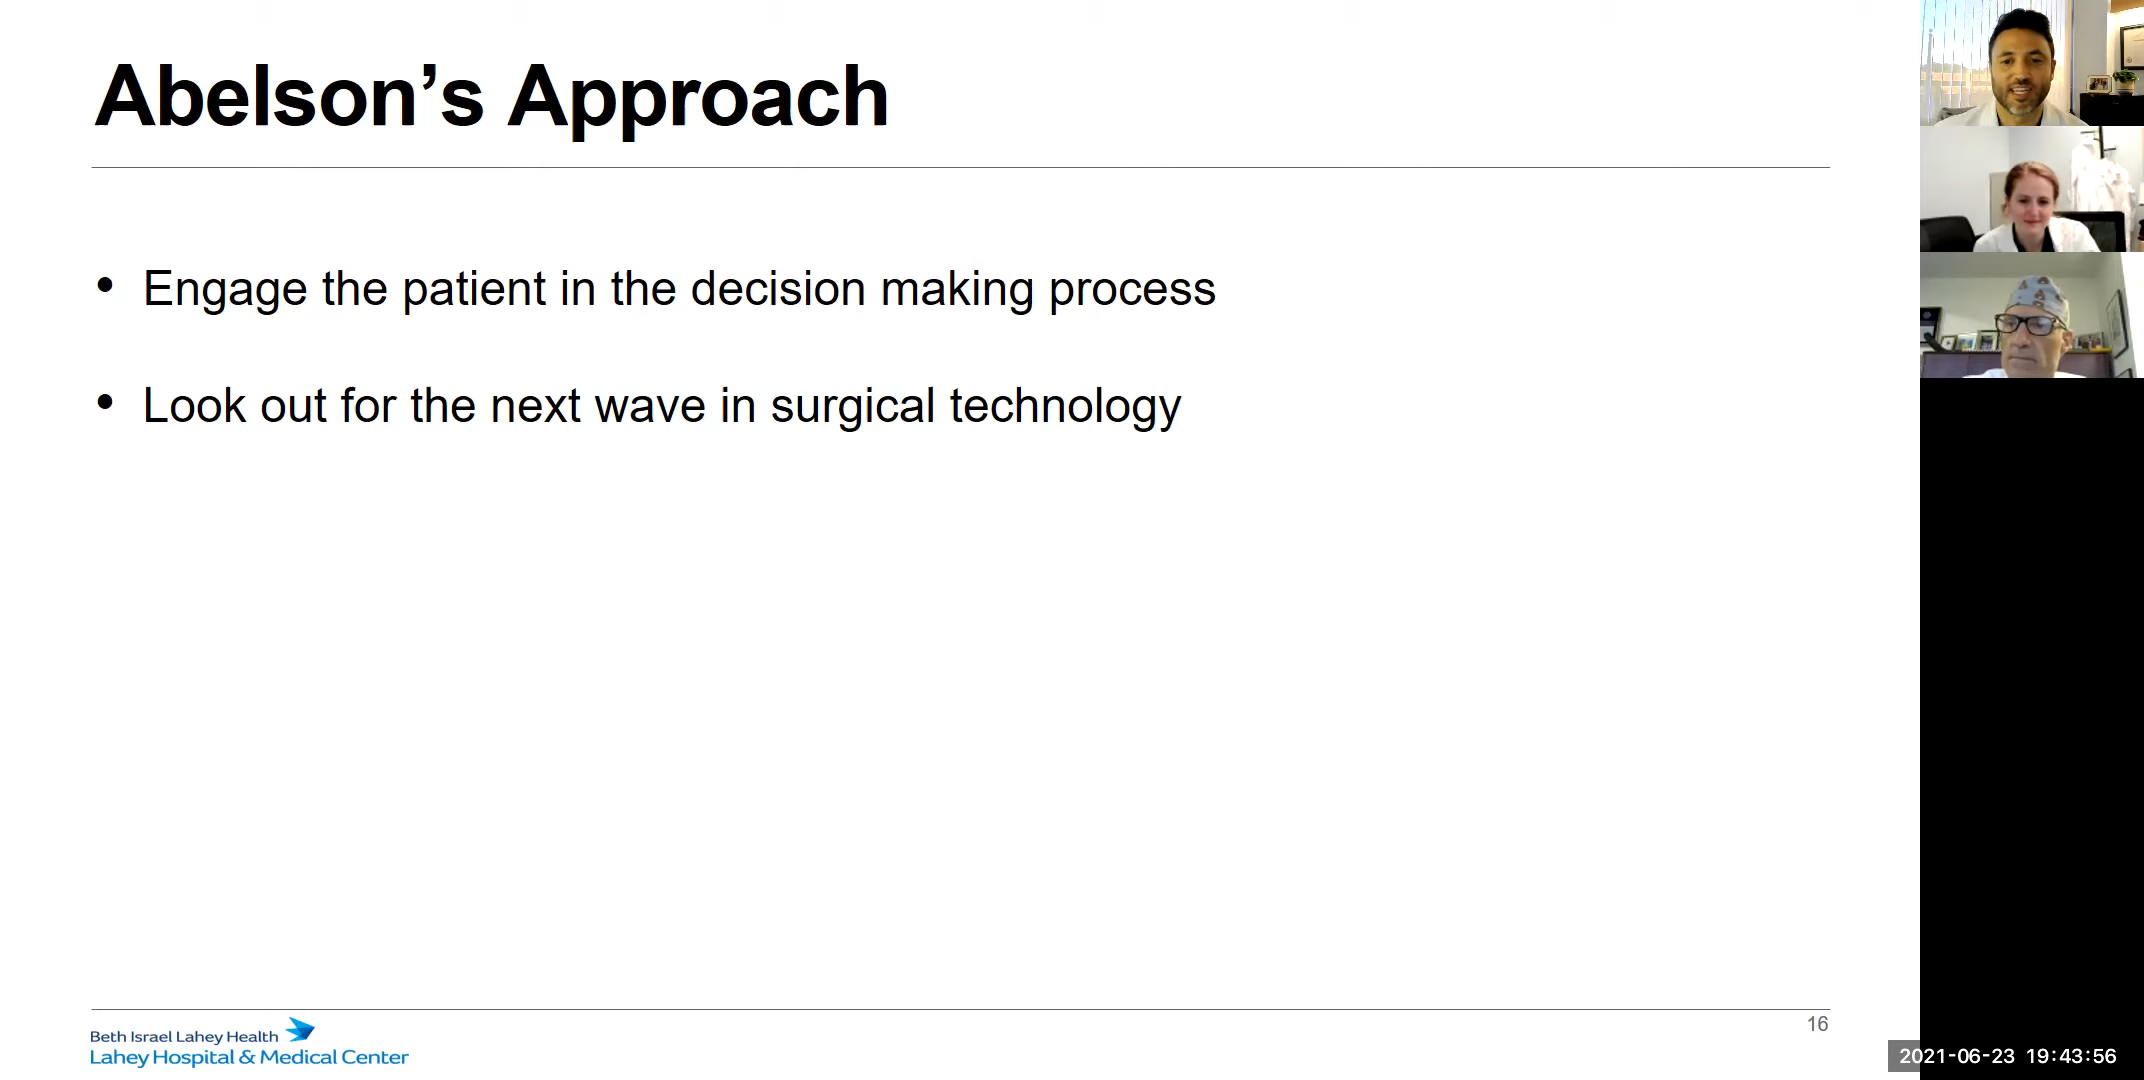 Abelson’s Approach
• Engage the patient in the decision making process
• Look out for the next wave in surgical technology
16
Beth Israel Lahey Health
Lahey Hospital & Medical Center
2021-06-23 19:43:56